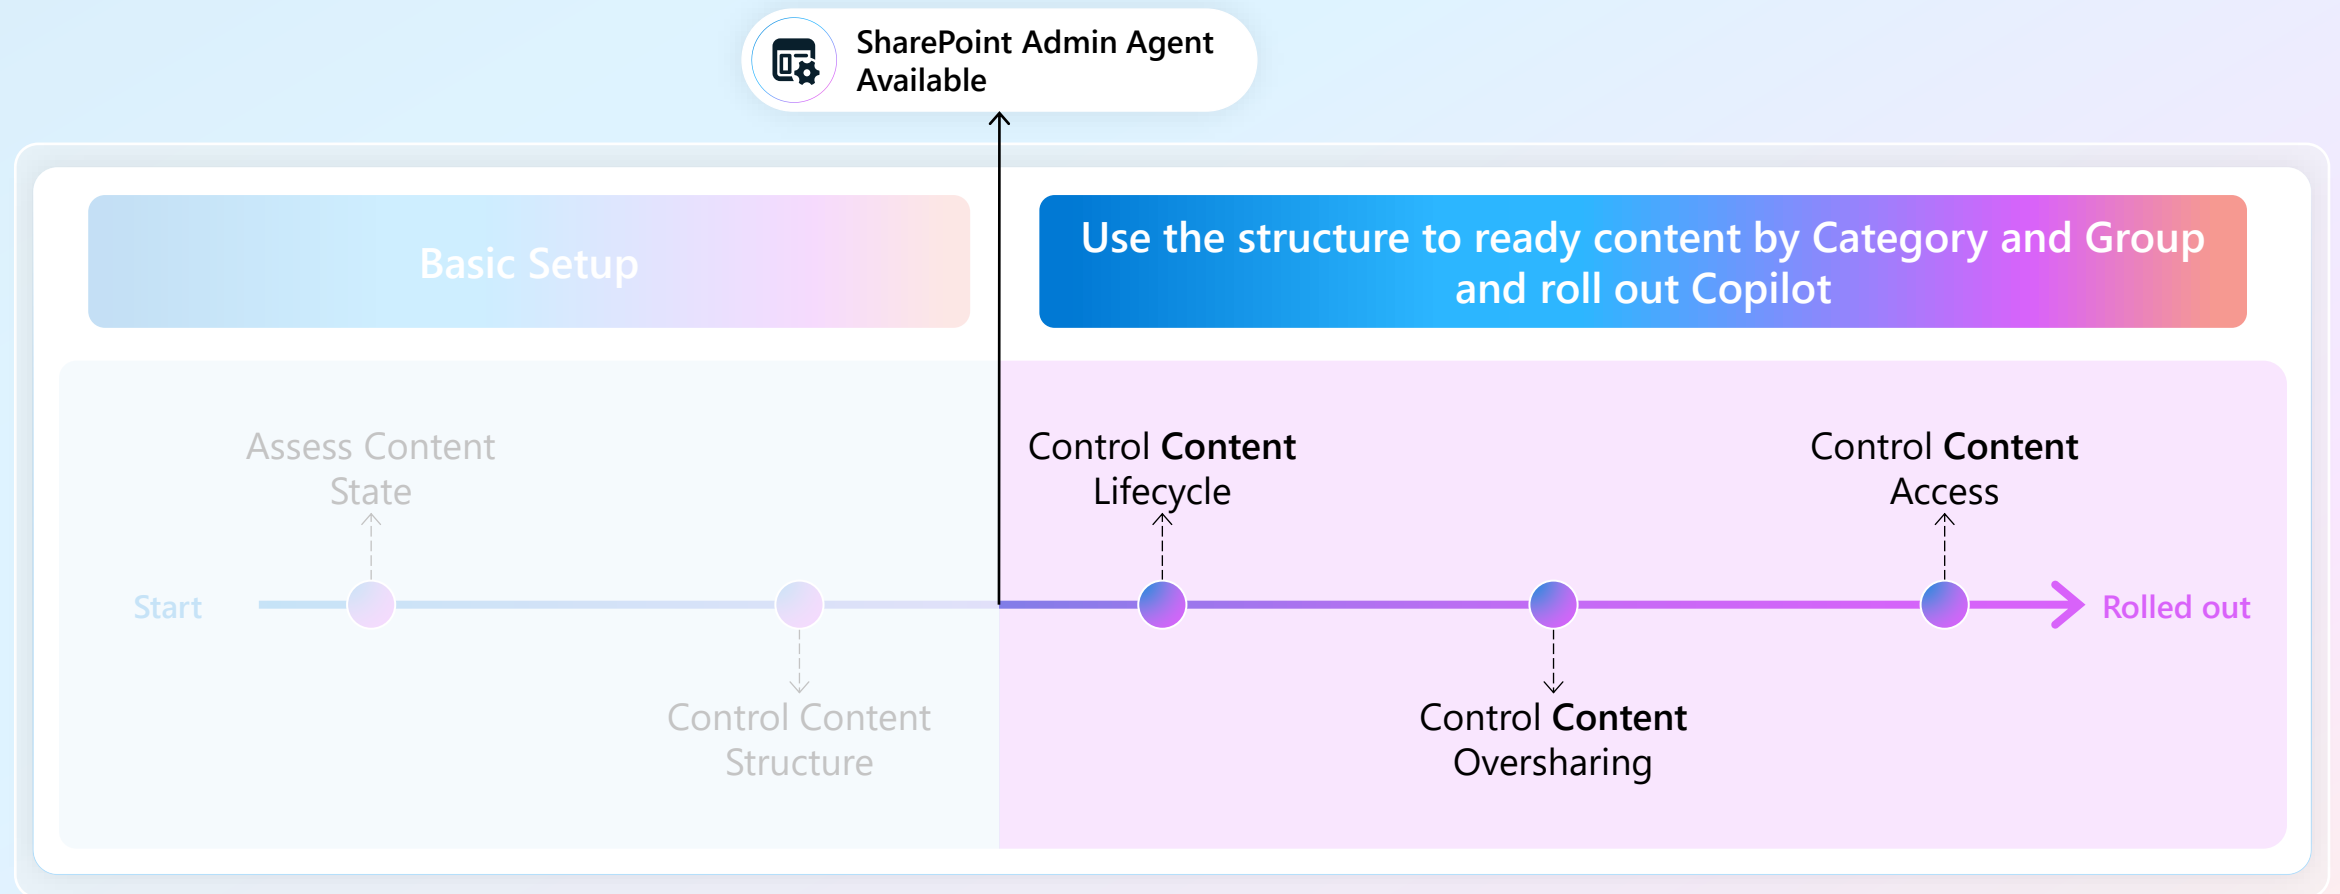 SharePoint Admin Agent
Available
Basic Setup
Use the structure to ready content by Category and Group
and roll out Copilot
Assess Content
State
Control Content
Lifecycle
Control Content
Access
Start
Rolled out
Control Content
Structure
Control Content
Oversharing